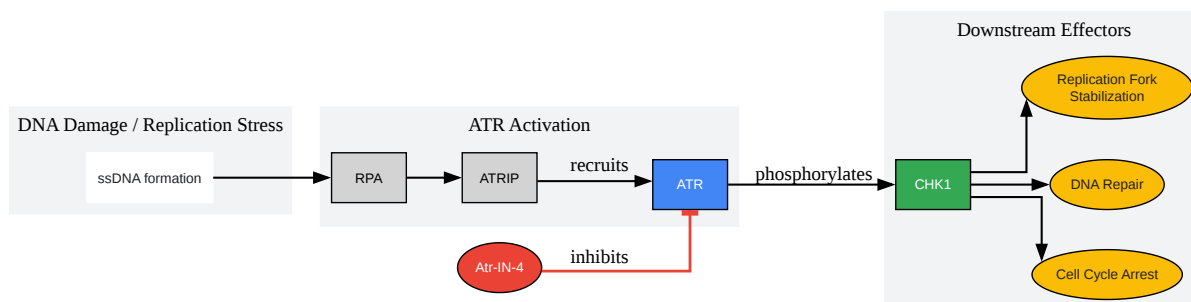 DNA Damage / Replication Stress
ssDNA formation
ATR Activation
RPA
ATRIP
recruits
ATR
Atr-IN-4
inhibits
phosphorylates
Downstream Effectors
CHK1
Replication Fork
Stabilization
DNA Repair
Cell Cycle Arrest